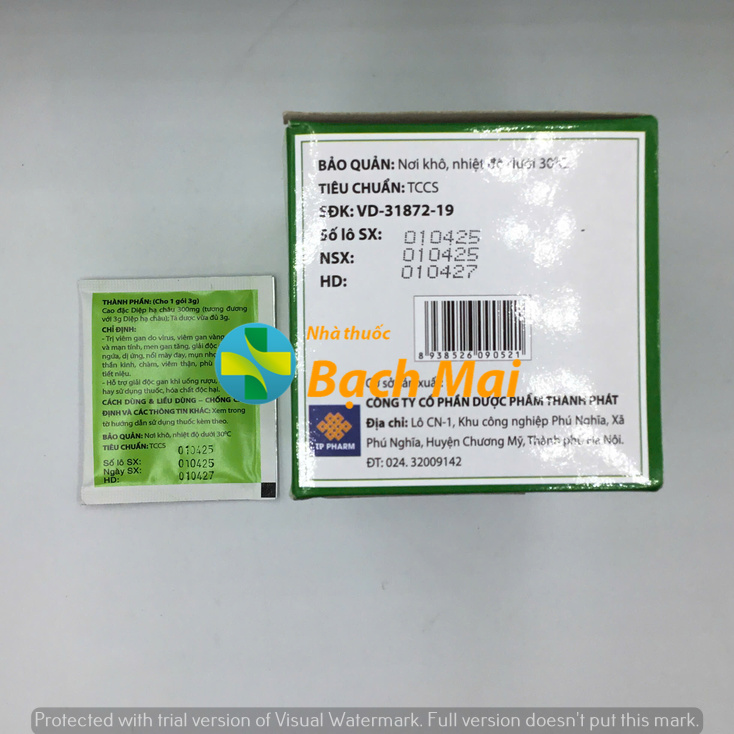 BẢO QUẢN: Nơi khô, nhiệt độ dưới 30°C
TIÊU CHUẨN: TCCS
SĐK: VD-31872-19
Số lô SX: 010425
NSX: 010425
HD: 010427
8 938526 090521
Cơ sở sản xuất:
CÔNG TY CỔ PHẦN DƯỢC PHẨM THÀNH PHÁT
Địa chỉ: Lô CN-1, Khu công nghiệp Phú Nghĩa, Xã
Phú Nghĩa, Huyện Chương Mỹ, Thành phố Hà Nội.
ĐT: 024. 32009142
TP PHARM
THÀNH PHẦN: (Cho 1 gói 3g)
Cao đặc Diệp hạ châu 300mg (tương đương
với 3g Diệp hạ châu); Tá dược vừa đủ 3g.
CHỈ ĐỊNH:
- Trị viêm gan do virus, viêm gan vàng
và mạn tính, men gan tăng, giải độc
ngứa, dị ứng, nổi mày đay, mụn nhọ
thần kinh, chàm, viêm thận, phù
tiết niệu.
- Hỗ trợ giải độc gan khi uống rượu,
hay sử dụng thuốc, hóa chất độc hại.
CÁCH DÙNG & LIỀU DÙNG – CHỐNG C
ĐỊNH VÀ CÁC THÔNG TIN KHÁC: Xem trong
tờ hướng dẫn sử dụng thuốc kèm theo.
BẢO QUẢN: Nơi khô, nhiệt độ dưới 30°C
TIÊU CHUẨN: TCCS 010425
Số lô SX:
Ngày SX: 010425
HD: 010427
Nhà thuốc
Bạch Mai
Protected with trial version of Visual Watermark. Full version doesn't put this mark.